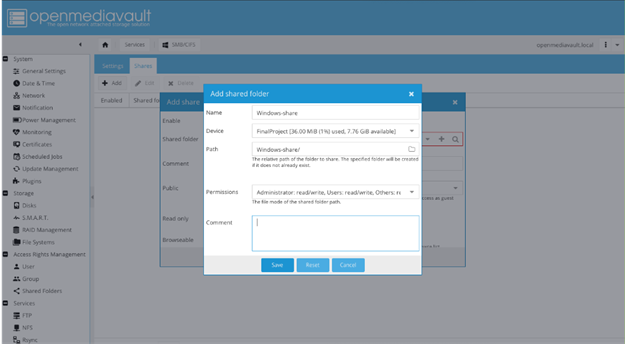 openmediavault
The open network attached storage solution
Services
SMB/CIFS
openmediavault.local
System
General Settings
Date & Time
Network
Notification
Power Management
Monitoring
Certificates
Scheduled Jobs
Update Management
Plugins
Storage
Disks
S.M.A.R.T.
RAID Management
File Systems
Access Rights Management
User
Group
Shared Folders
Services
FTP
NFS
Rsync
Settings Shares
Add Edit Delete
Enabled Shared fo
Add share
Enable
Shared folder
Comment
Public
Read only
Browseable
Add shared folder
Name Windows-share
Device FinalProject [36.00 MiB (1%) used, 7.76 GiB available]
Path Windows-share/
The relative path of the folder to share. The specified folder will be created
if it does not already exist.
Permissions Administrator: read/write, Users: read/write, Others: re
The file mode of the shared folder path.
Comment
Save Reset Cancel